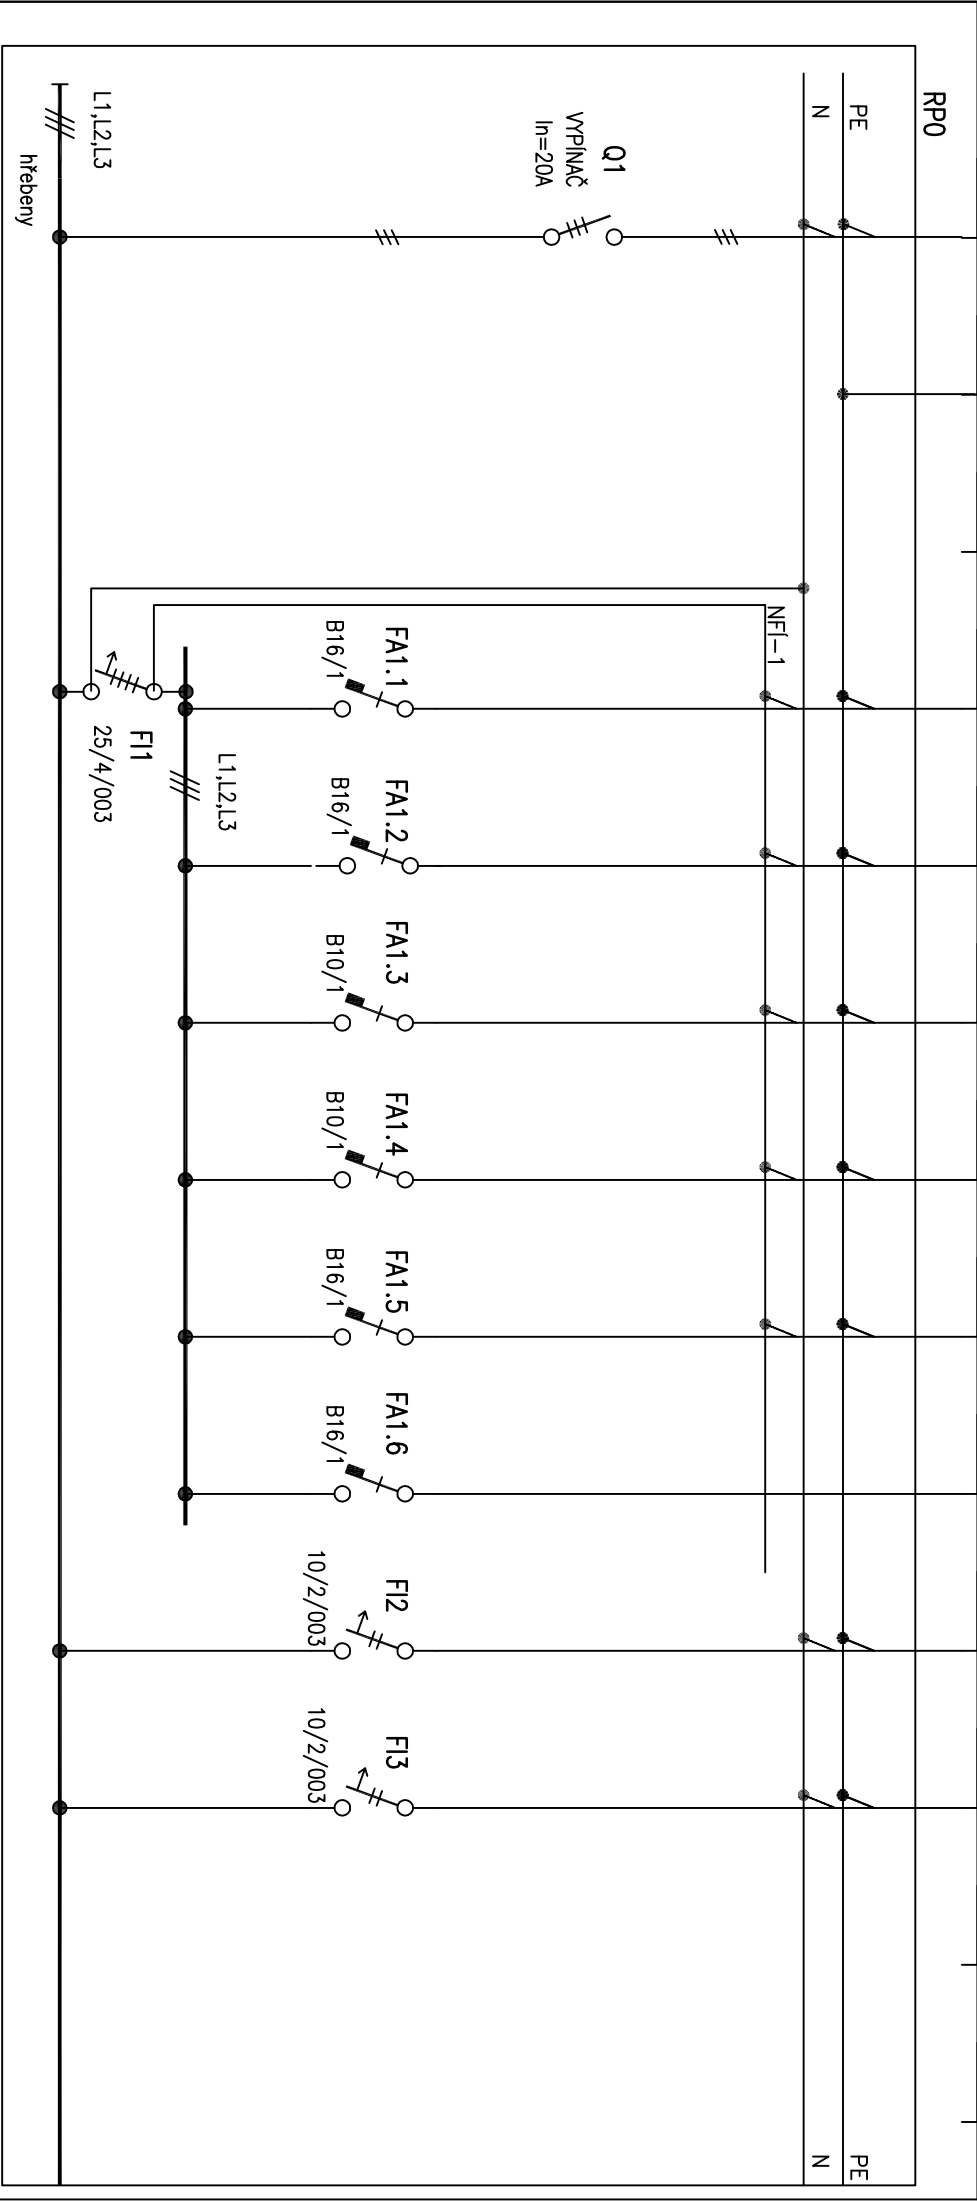 RP0
PE
N
Q1
VYPÍNAČ
In=20A
L1,L2,L3
hřebeny
NFÍ-1
FA1.1
B16/1
FI1
25/4/003
L1,L2,L3
FA1.2
B16/1
FA1.3
B10/1
FA1.4
B10/1
FA1.5
B16/1
FA1.6
B16/1
FI2
10/2/003
FI3
10/2/003
PE
N